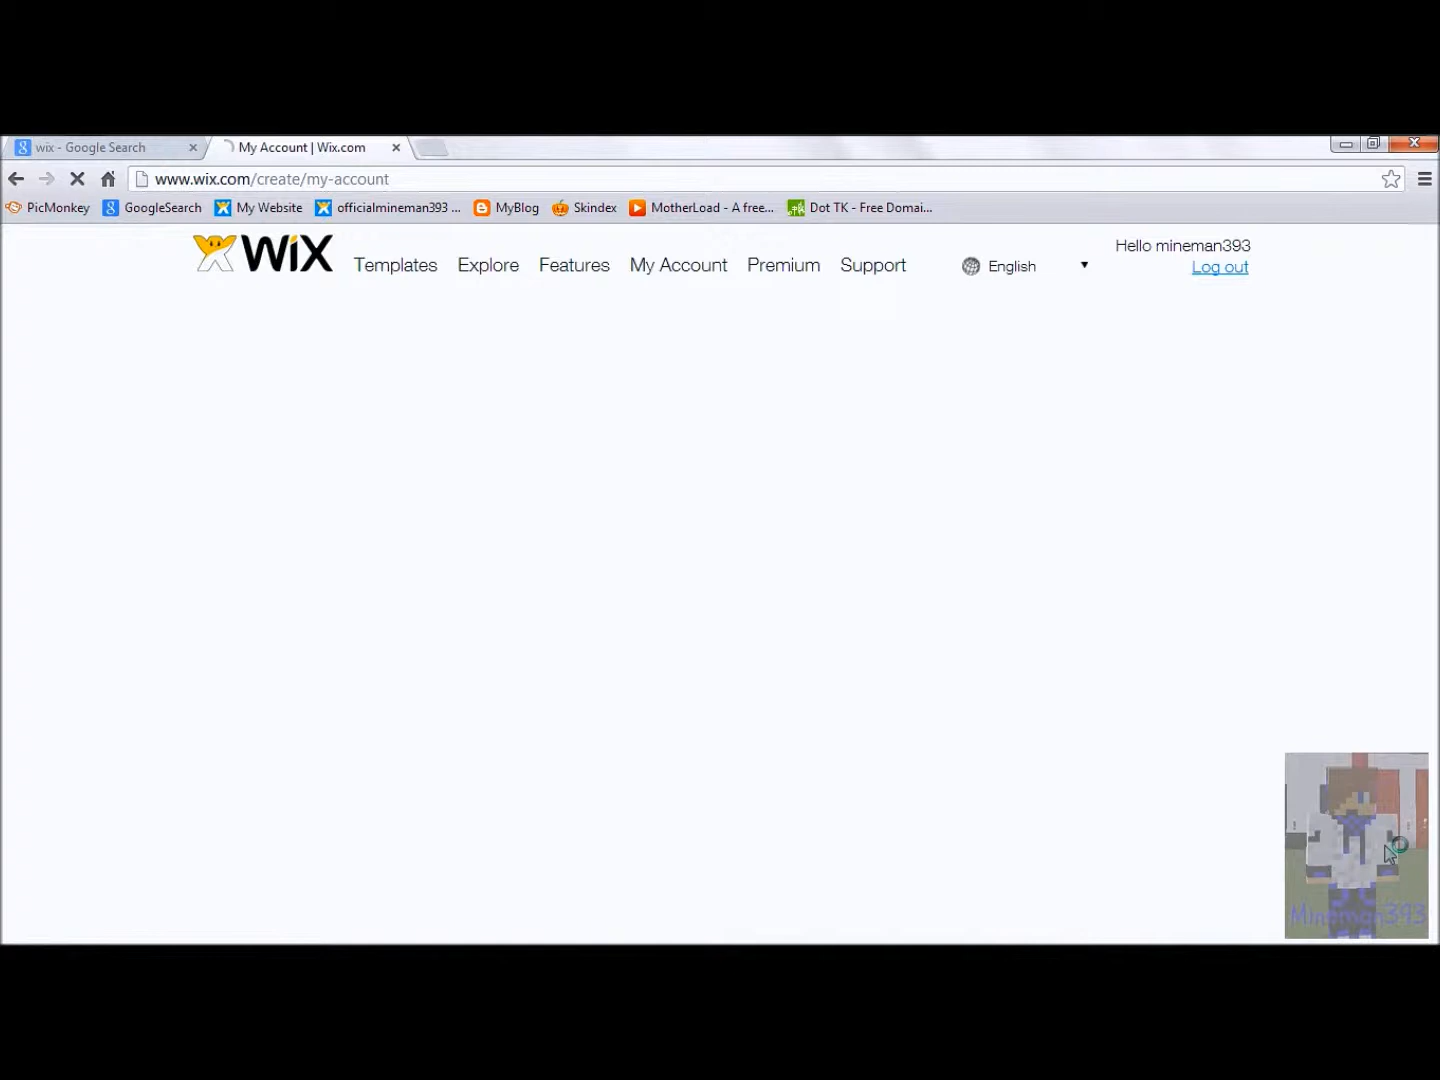 wix - Google Search
My Account | Wix.com
www.wix.com/create/my-account
PicMonkey GoogleSearch My Website officialmineman393 ... MyBlog Skindex MotherLoad - A free... Dot TK - Free Domai...
WiX Templates Explore Features My Account Premium Support English
Hello mineman393
Log out
Mineman393